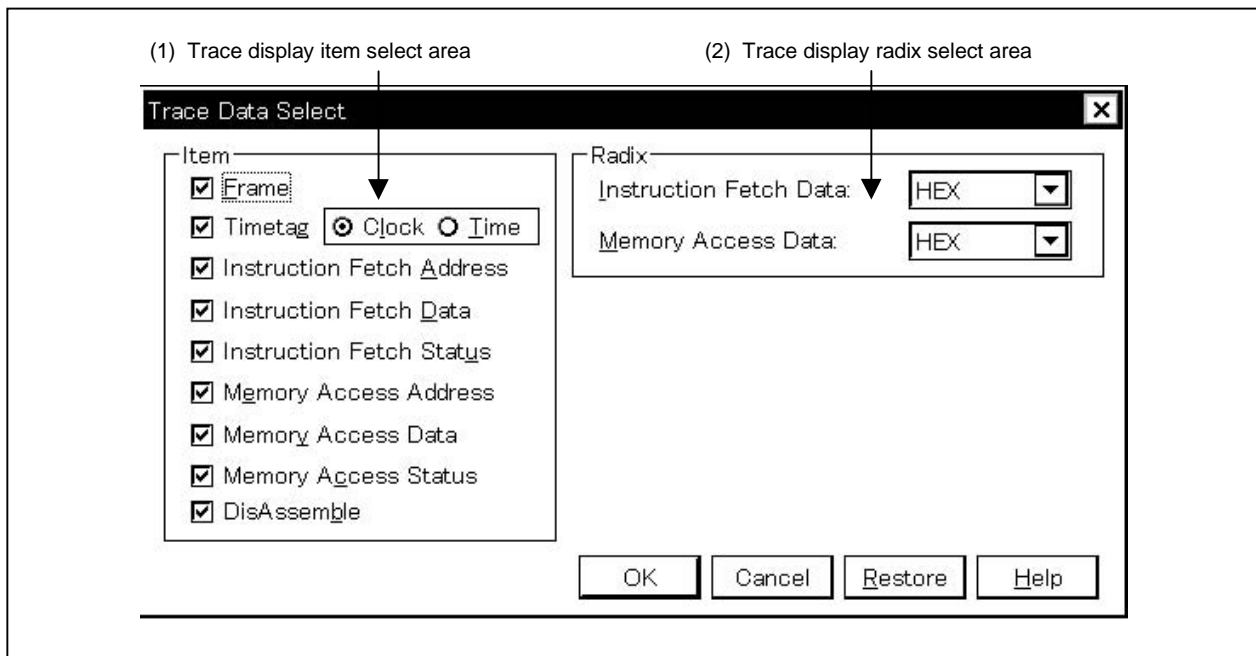 (1) Trace display item select area
(2) Trace display radix select area
Trace Data Select
Item
Frame
Timetag Clock Time
Instruction Fetch Address
Instruction Fetch Data
Instruction Fetch Status
Memory Access Address
Memory Access Data
Memory Access Status
DisAssemble
Radix
Instruction Fetch Data: HEX
Memory Access Data: HEX
OK Cancel Restore Help